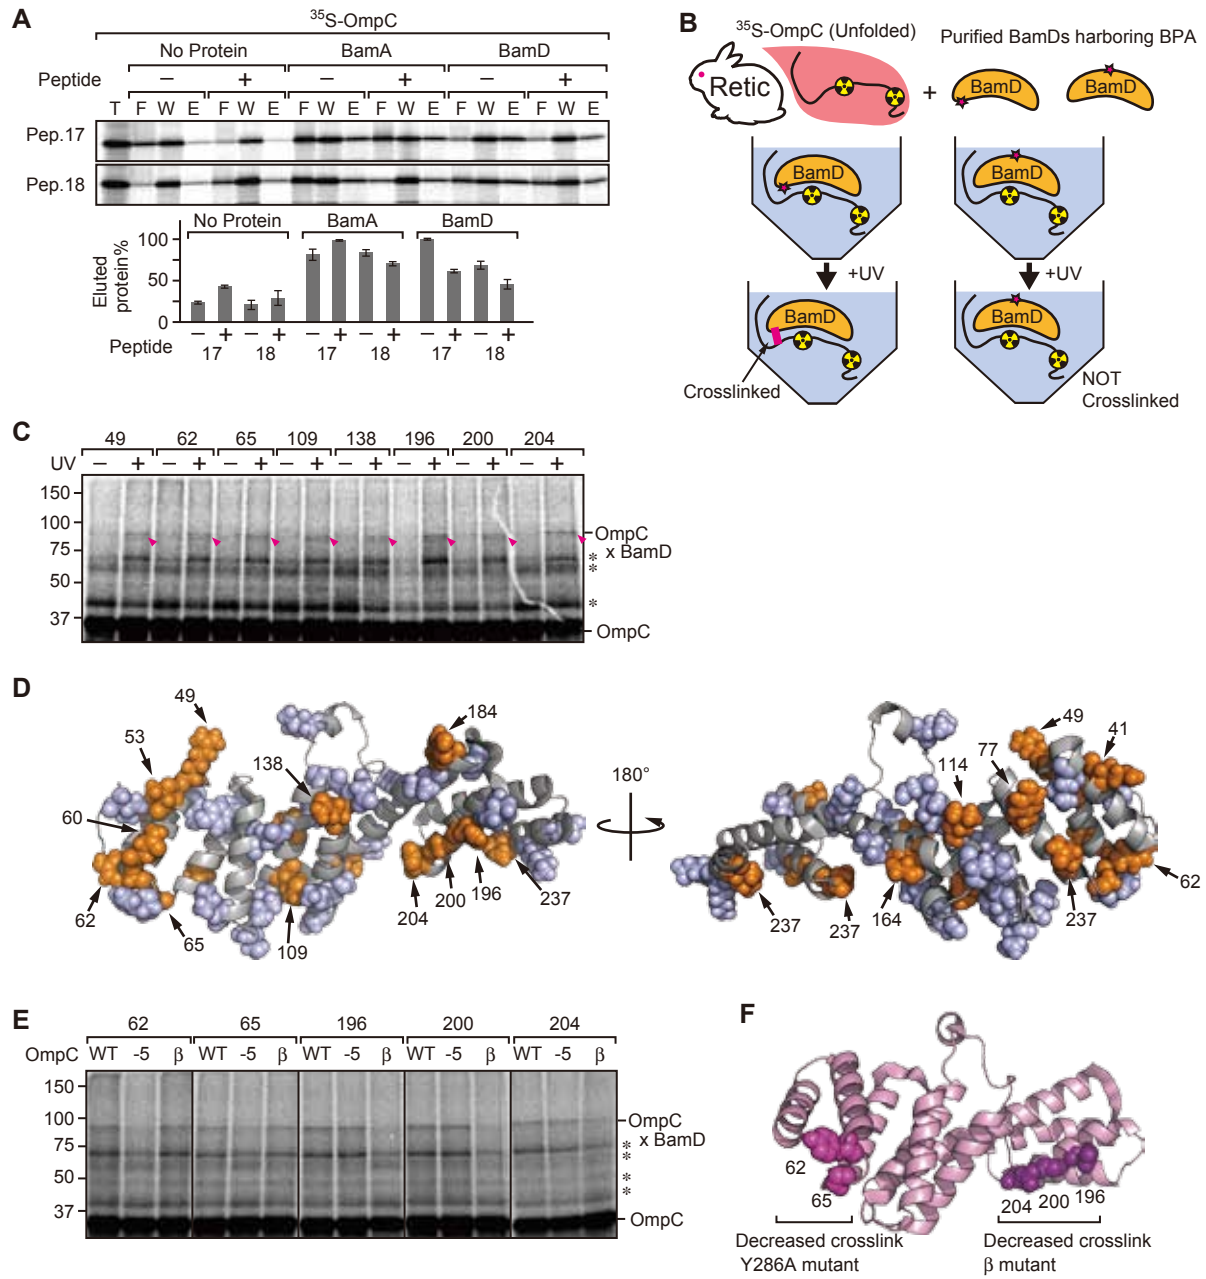 A
35S-OmpC
No Protein BamA BamD
Peptide − + − + − +
T F W E F W E F W E F W E F W E F W E
Pep.17
Pep.18
No Protein BamA BamD
Eluted protein%
100
50
0
− + − + − + − + − + − +
Peptide 17 18 17 18 17 18
B
35S-OmpC (Unfolded)
Purified BamDs harboring BPA
Retic + BamD BamD
BamD BamD
+UV +UV
BamD BamD
Crosslinked
NOT
Crosslinked
C
49 62 65 109 138 196 200 204
UV − + − + − + − + − + − + − + − +
150
100
75
50
37
OmpC
x BamD
*
*
*
OmpC
D
49
53
138
184
60
62
65
109
204
200
196
237
180°
49
41
77
114
62
237
237
164
237
E
62 65 196 200 204
OmpC WT -5 β WT -5 β WT -5 β WT -5 β WT -5 β
150
100
75
50
37
OmpC
x BamD
*
*
*
*
OmpC
F
62
65
204 200 196
Decreased crosslink
Y286A mutant
Decreased crosslink
β mutant